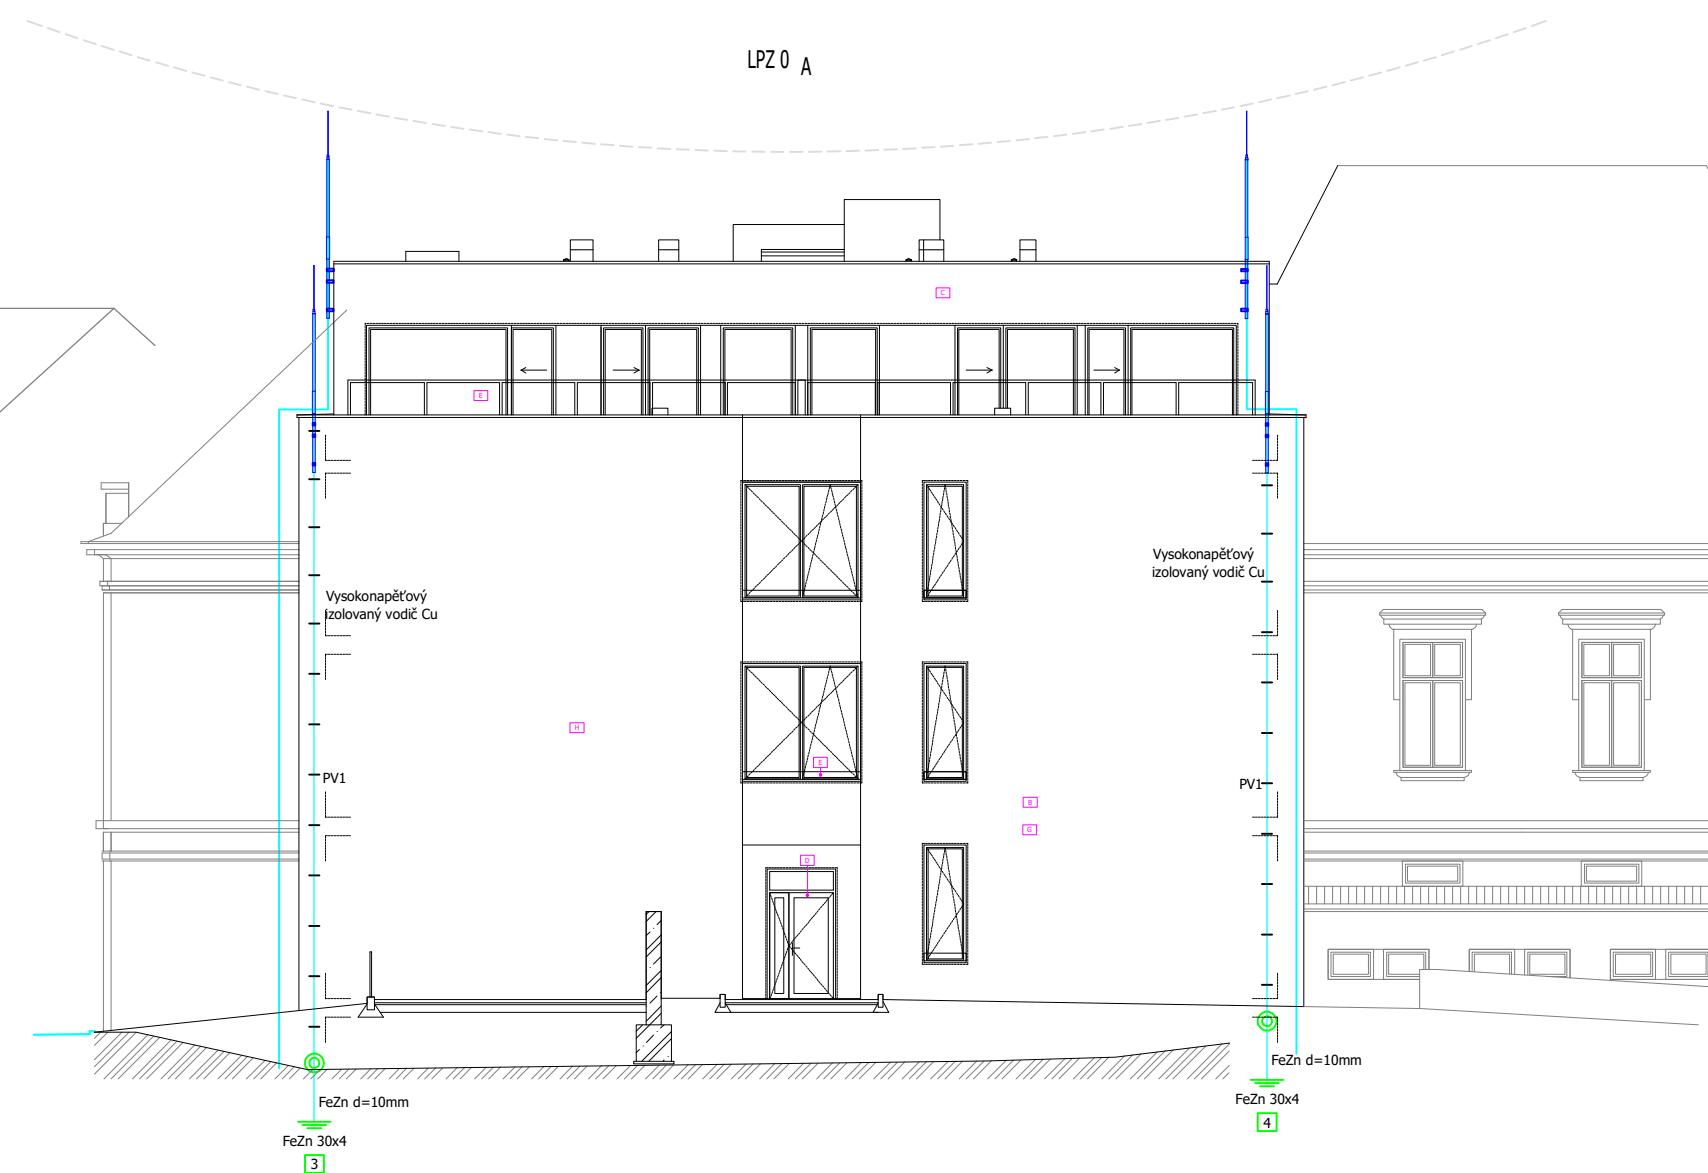 LPZ 0 A
C
E
Vysokonapěťový
izolovaný vodič Cu
Vysokonapěťový
izolovaný vodič Cu
H
E
PV1
PV1
B
G
D
FeZn d=10mm
FeZn 30x4
4
FeZn d=10mm
FeZn 30x4
3